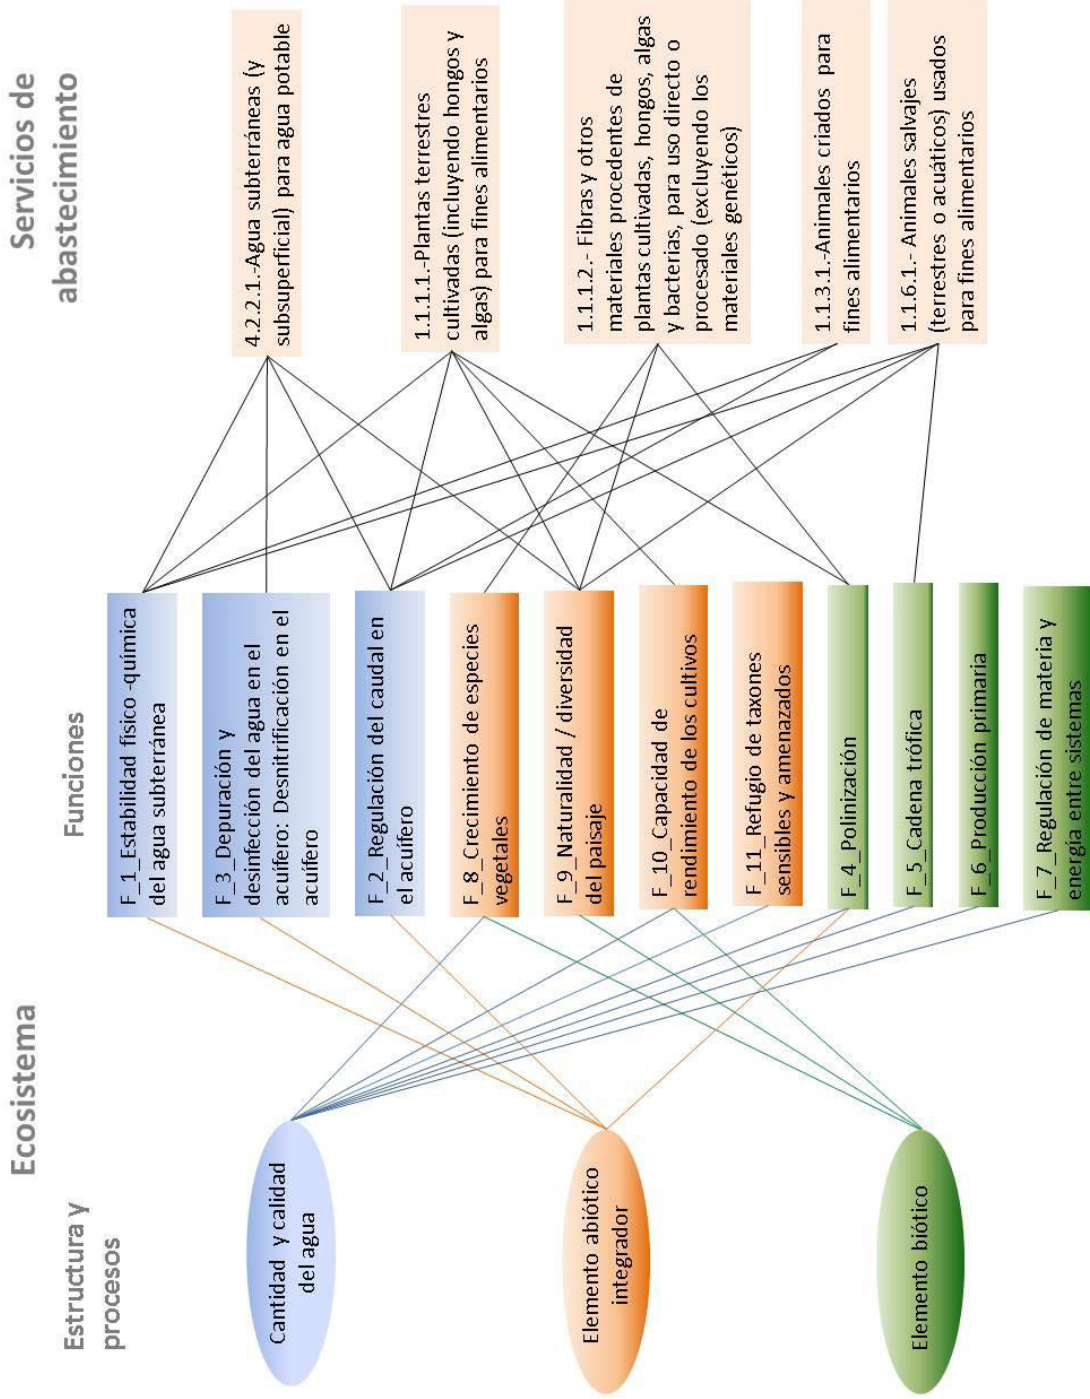 Ecosistema
Servicios de
abastecimiento
Estructura y
procesos
Funciones
Cantidad y calidad
del agua
Elemento abiótico
integrador
Elemento biótico
F_1_Estabilidad fisico -química
del agua subterránea
F_3_Depuración y
desinfección del agua en el
acuífero: Desnitrificación en el
acuífero
F_2_Regulación del caudal en
el acuífero
F_8_Crecimiento de especies
vegetales
F_9_Naturalidad / diversidad
del paisaje
F_10_Capacidad de
rendimiento de los cultivos
F_11_Refugio de taxones
sensibles y amenazados
F_4_Polinización
F_5_Cadena trófica
F_6_Producción primaria
F_7_Regulación de materia y
energía entre sistemas
4.2.2.1.-Agua subterráneas (y
subsuperficial) para agua potable
1.1.1.1.-Plantas terrestres
cultivadas (incluyendo hongos y
algas) para fines alimentarios
1.1.1.2.- Fibras y otros
materiales procedentes de
plantas cultivadas, hongos, algas
y bacterias, para uso directo o
procesado (excluyendo los
materiales genéticos)
1.1.3.1.-Animales criados para
fines alimentarios
1.1.6.1.- Animales salvajes
(terrestres o acuáticos) usados
para fines alimentarios